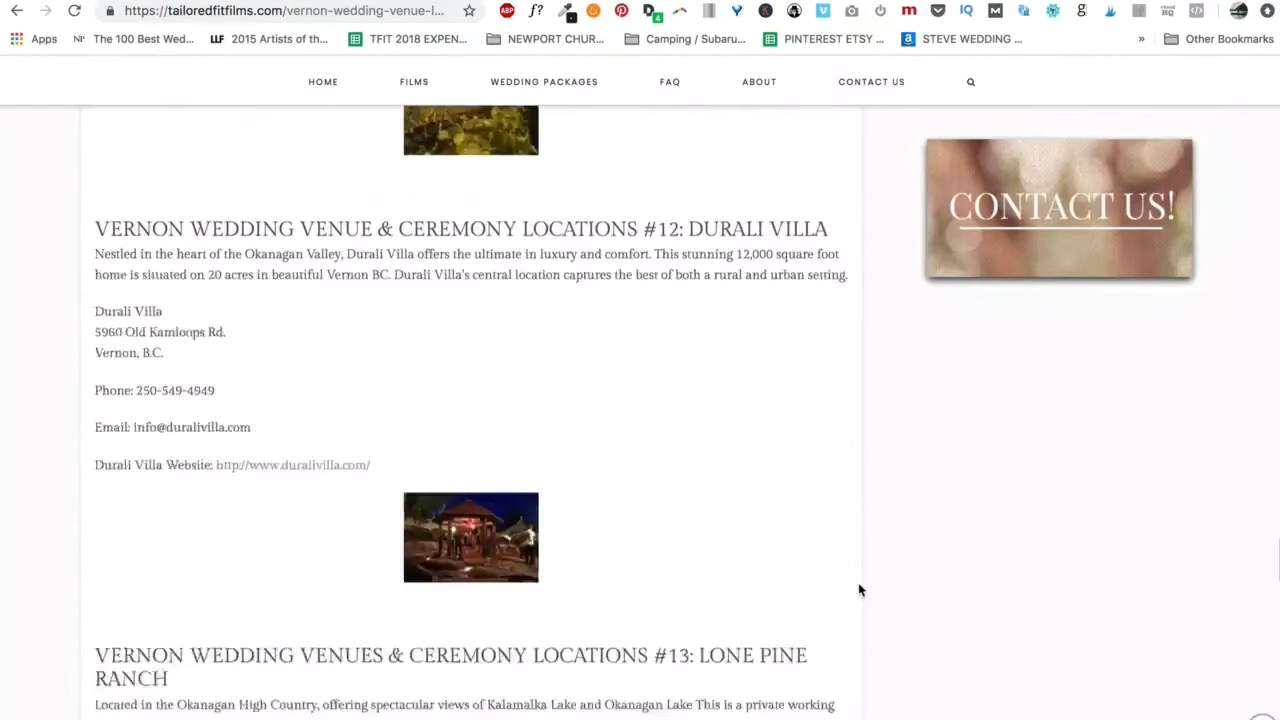 https://tailoredfitfilms.com/vernon-wedding-venue-l...
Apps
The 100 Best Wed...
LLF 2015 Artists of th...
TFIT 2018 EXPEN...
NEWPORT CHUR...
Camping / Subaru...
PINTEREST ETSY ...
STEVE WEDDING ...
»
Other Bookmarks
HOME
FILMS
WEDDING PACKAGES
FAQ
ABOUT
CONTACT US
CONTACT US!
VERNON WEDDING VENUE & CEREMONY LOCATIONS #12: DURALI VILLA
Nestled in the heart of the Okanagan Valley, Durali Villa offers the ultimate in luxury and comfort. This stunning 12,000 square foot
home is situated on 20 acres in beautiful Vernon BC. Durali Villa's central location captures the best of both a rural and urban setting.
Durali Villa
5960 Old Kamloops Rd.
Vernon, B.C.
Phone: 250-549-4949
Email: info@duralivilla.com
Durali Villa Website: http://www.duralivilla.com/
VERNON WEDDING VENUES & CEREMONY LOCATIONS #13: LONE PINE
RANCH
Located in the Okanagan High Country, offering spectacular views of Kalamalka Lake and Okanagan Lake This is a private working